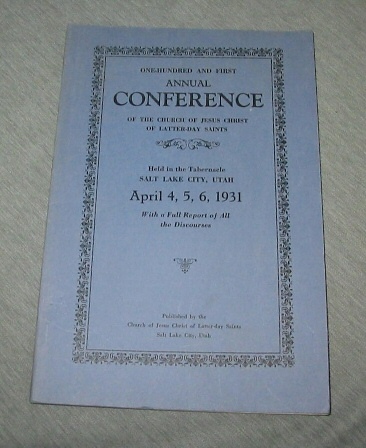 ONE-HUNDRED AND FIRST
ANNUAL
CONFERENCE
OF THE CHURCH OF JESUS CHRIST
OF LATTER-DAY SAINTS
Held in the Tabernacle
SALT LAKE CITY, UTAH
April 4, 5, 6, 1931
With a Full Report of All
the Discourses
Published by the
Church of Jesus Christ of Latter-day Saints
Salt Lake City, Utah